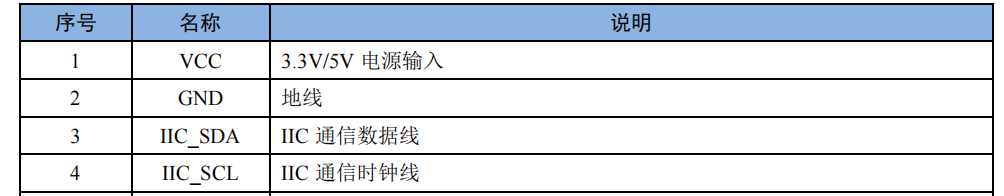 序号 名称 说明
1 VCC 3.3V/5V 电源输入
2 GND 地线
3 IIC_SDA IIC 通信数据线
4 IIC_SCL IIC 通信时钟线